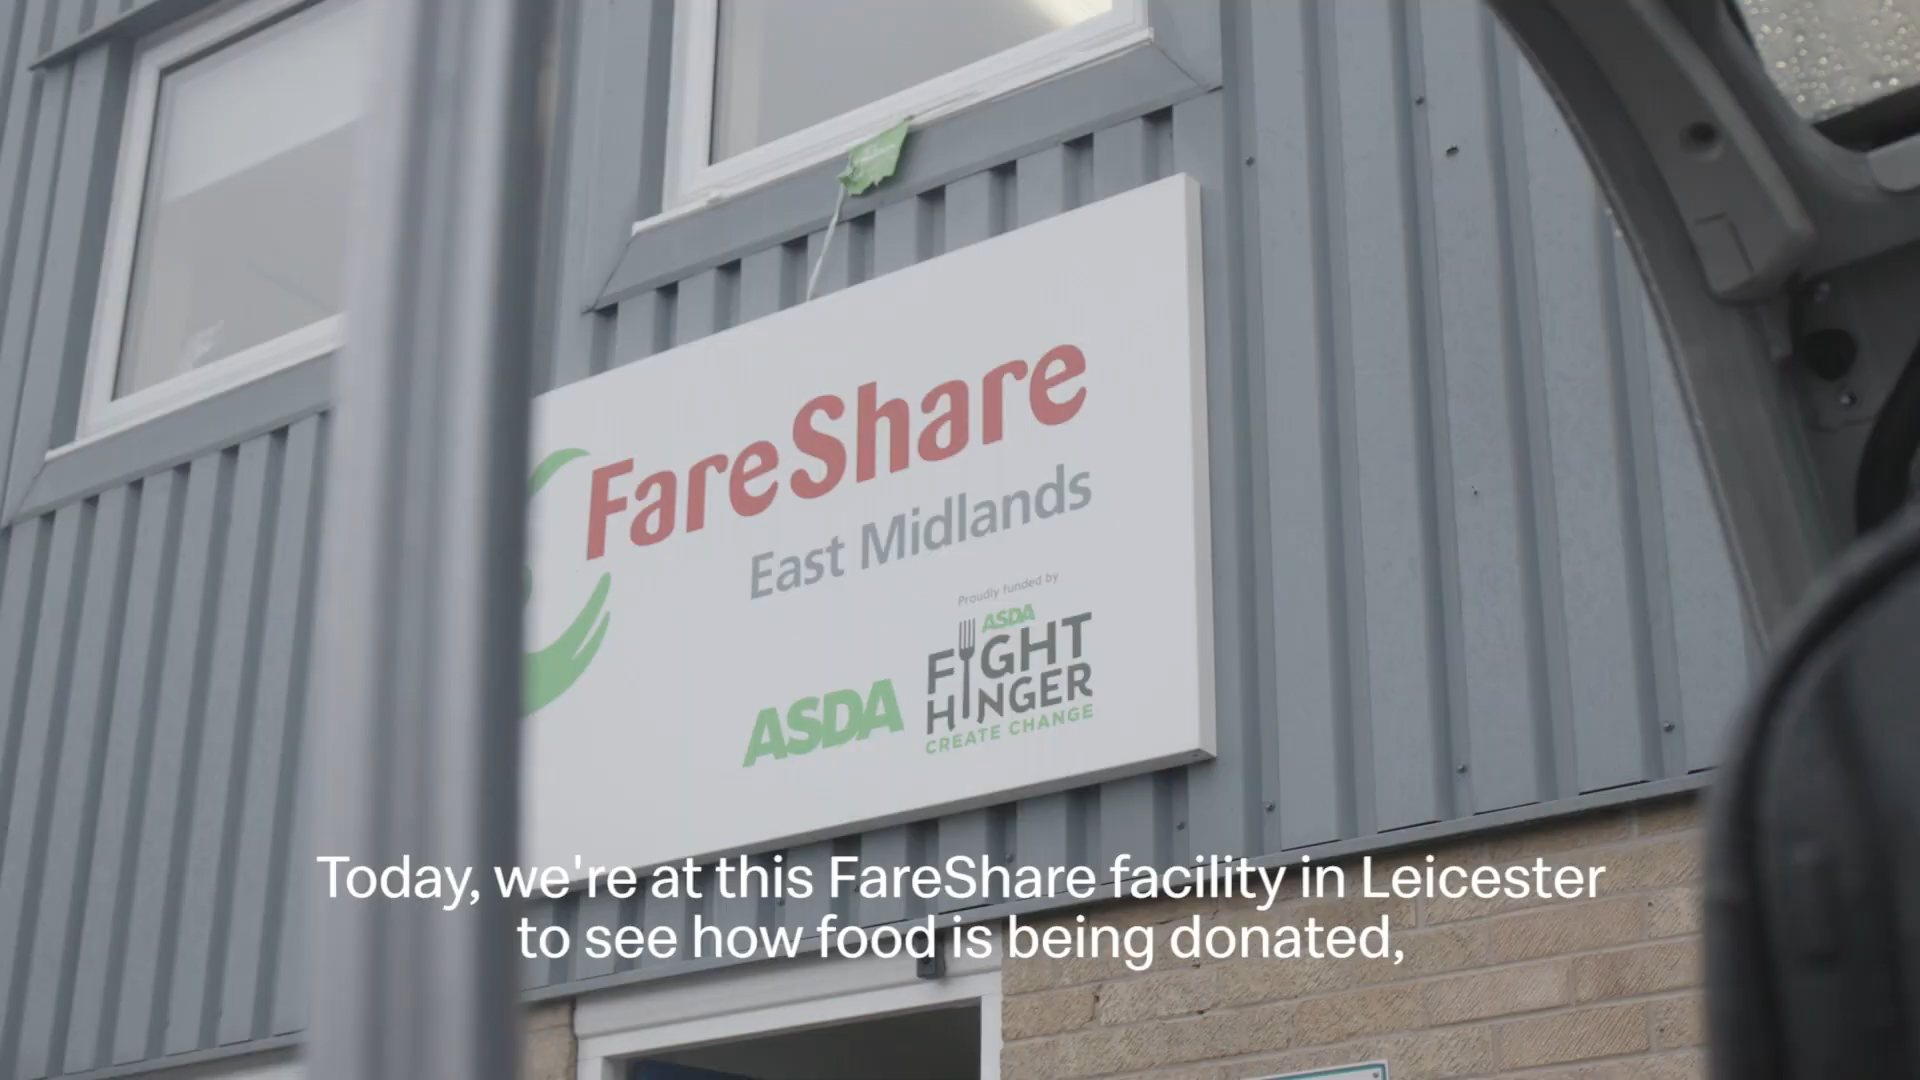 FareShare
East Midlands
Proudly funded by
ASDA
FIGHT
HUNGER
CREATE CHANGE
ASDA
Today, we're at this FareShare facility in Leicester
to see how food is being donated,